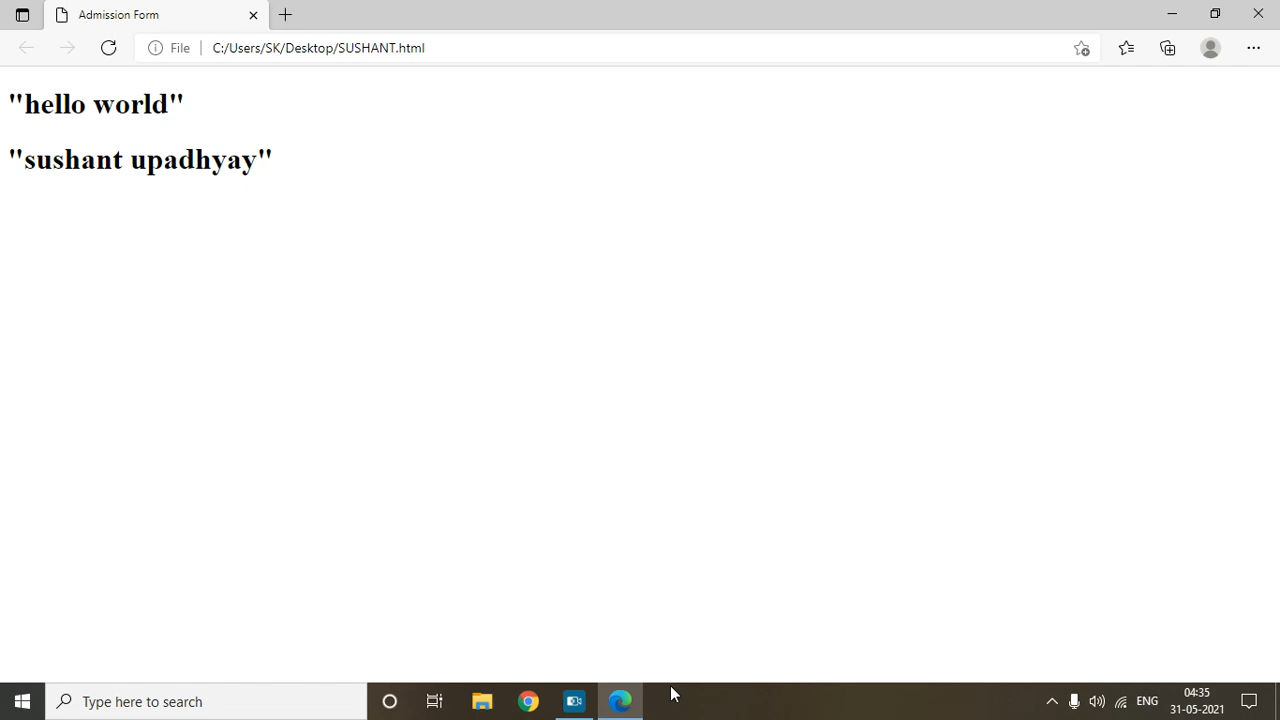 Admission Form
File
C:/Users/SK/Desktop/SUSHANT.html
"hello world"
"sushant upadhyay"
Type here to search
ENG
04:35
31-05-2021